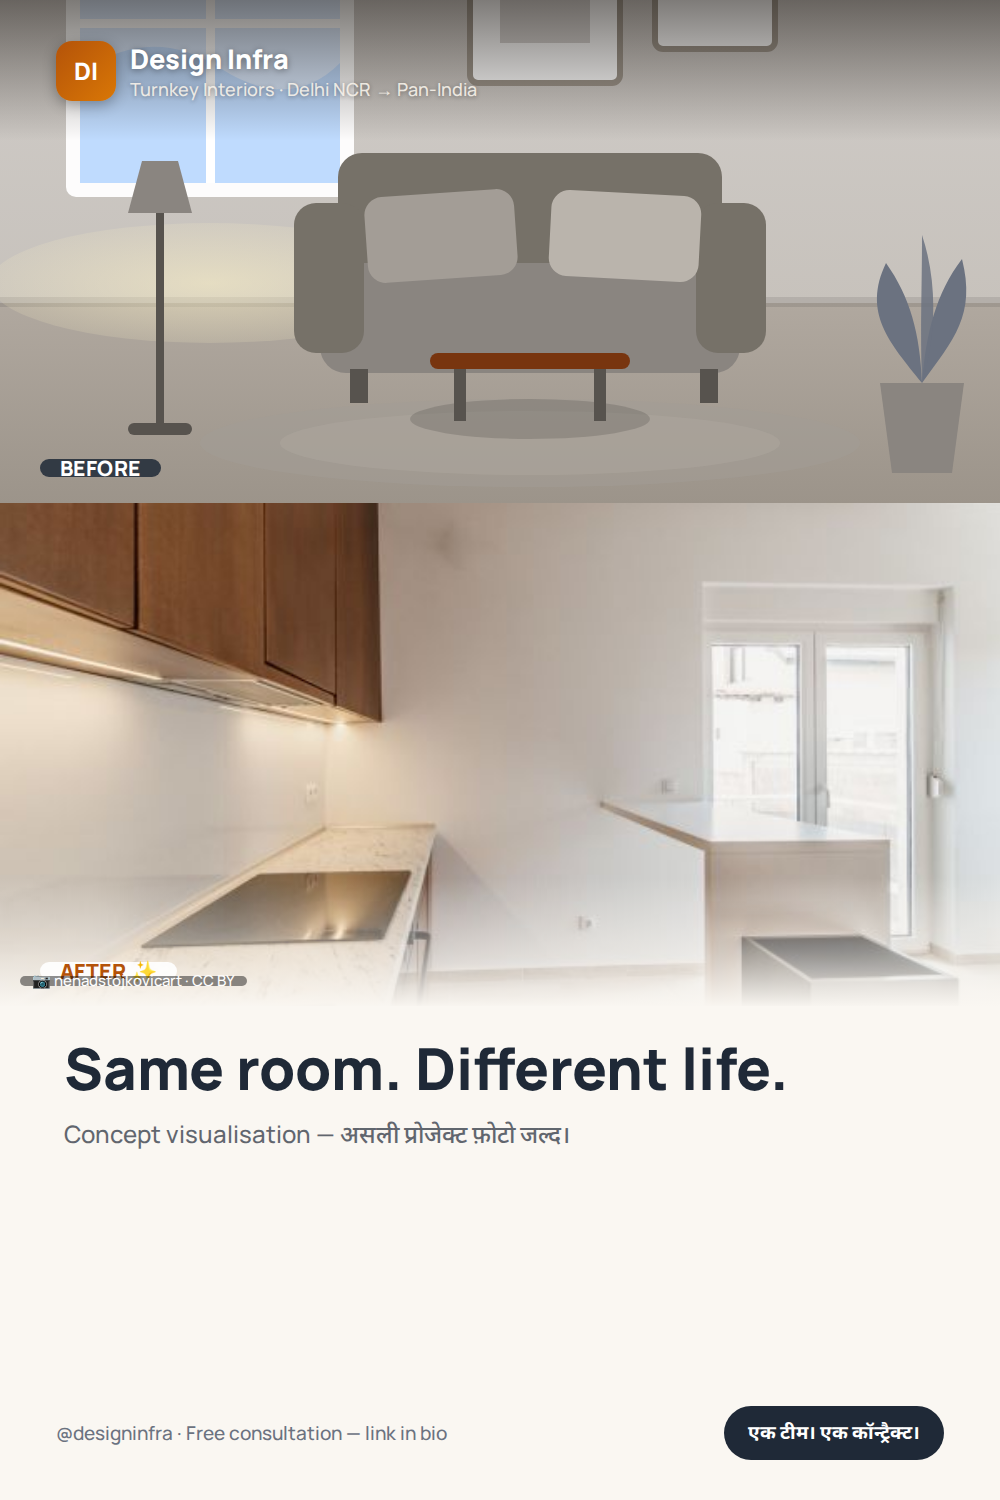 DI
Design Infra
Turnkey Interiors · Delhi NCR → Pan-India
BEFORE
AFTER ✨
📷 nenadstojkovicart · CC BY
Same room. Different life.
Concept visualisation — असली प्रोजेक्ट फ़ोटो जल्द।
@designinfra · Free consultation — link in bio
एक टीम। एक कॉन्ट्रैक्ट।